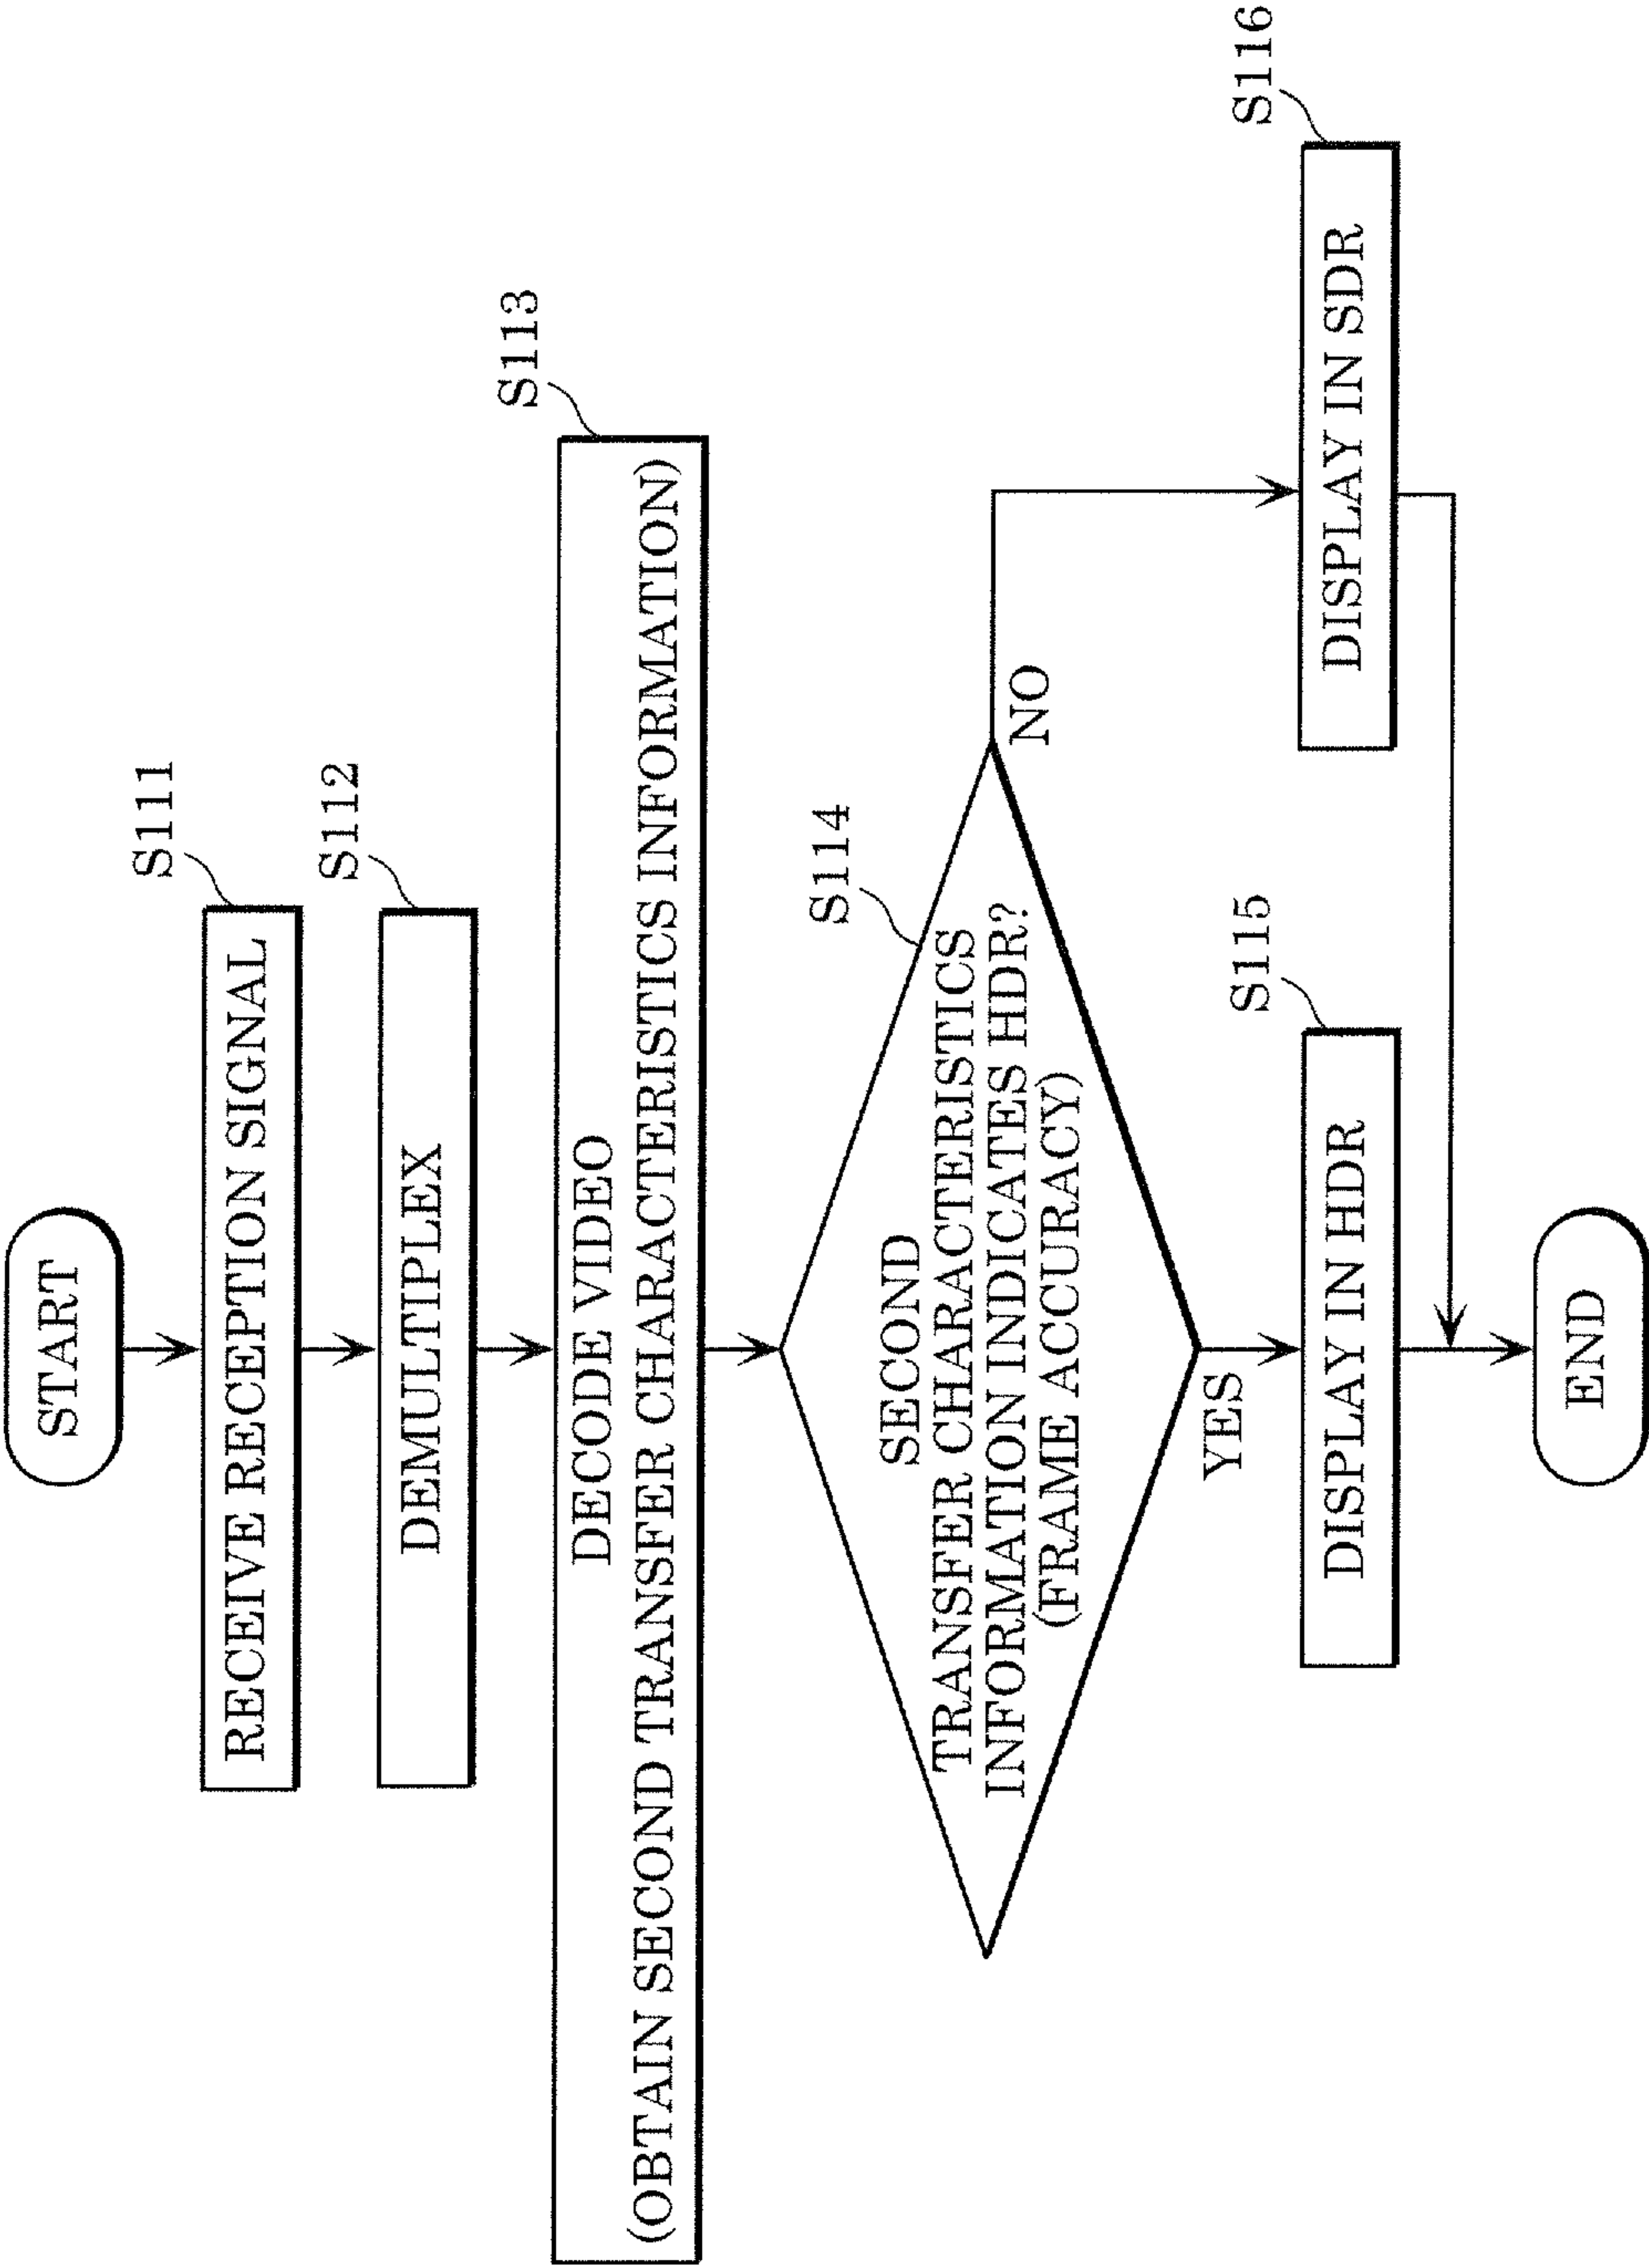 START
S111
RECEIVE RECEPTION SIGNAL
S112
DEMULTIPLEX
S113
DECODE VIDEO
(OBTAIN SECOND TRANSFER CHARACTERISTICS INFORMATION)
S114
SECOND
TRANSFER CHARACTERISTICS
INFORMATION INDICATES HDR?
(FRAME ACCURACY)
NO
YES
S115
DISPLAY IN HDR
S116
DISPLAY IN SDR
END